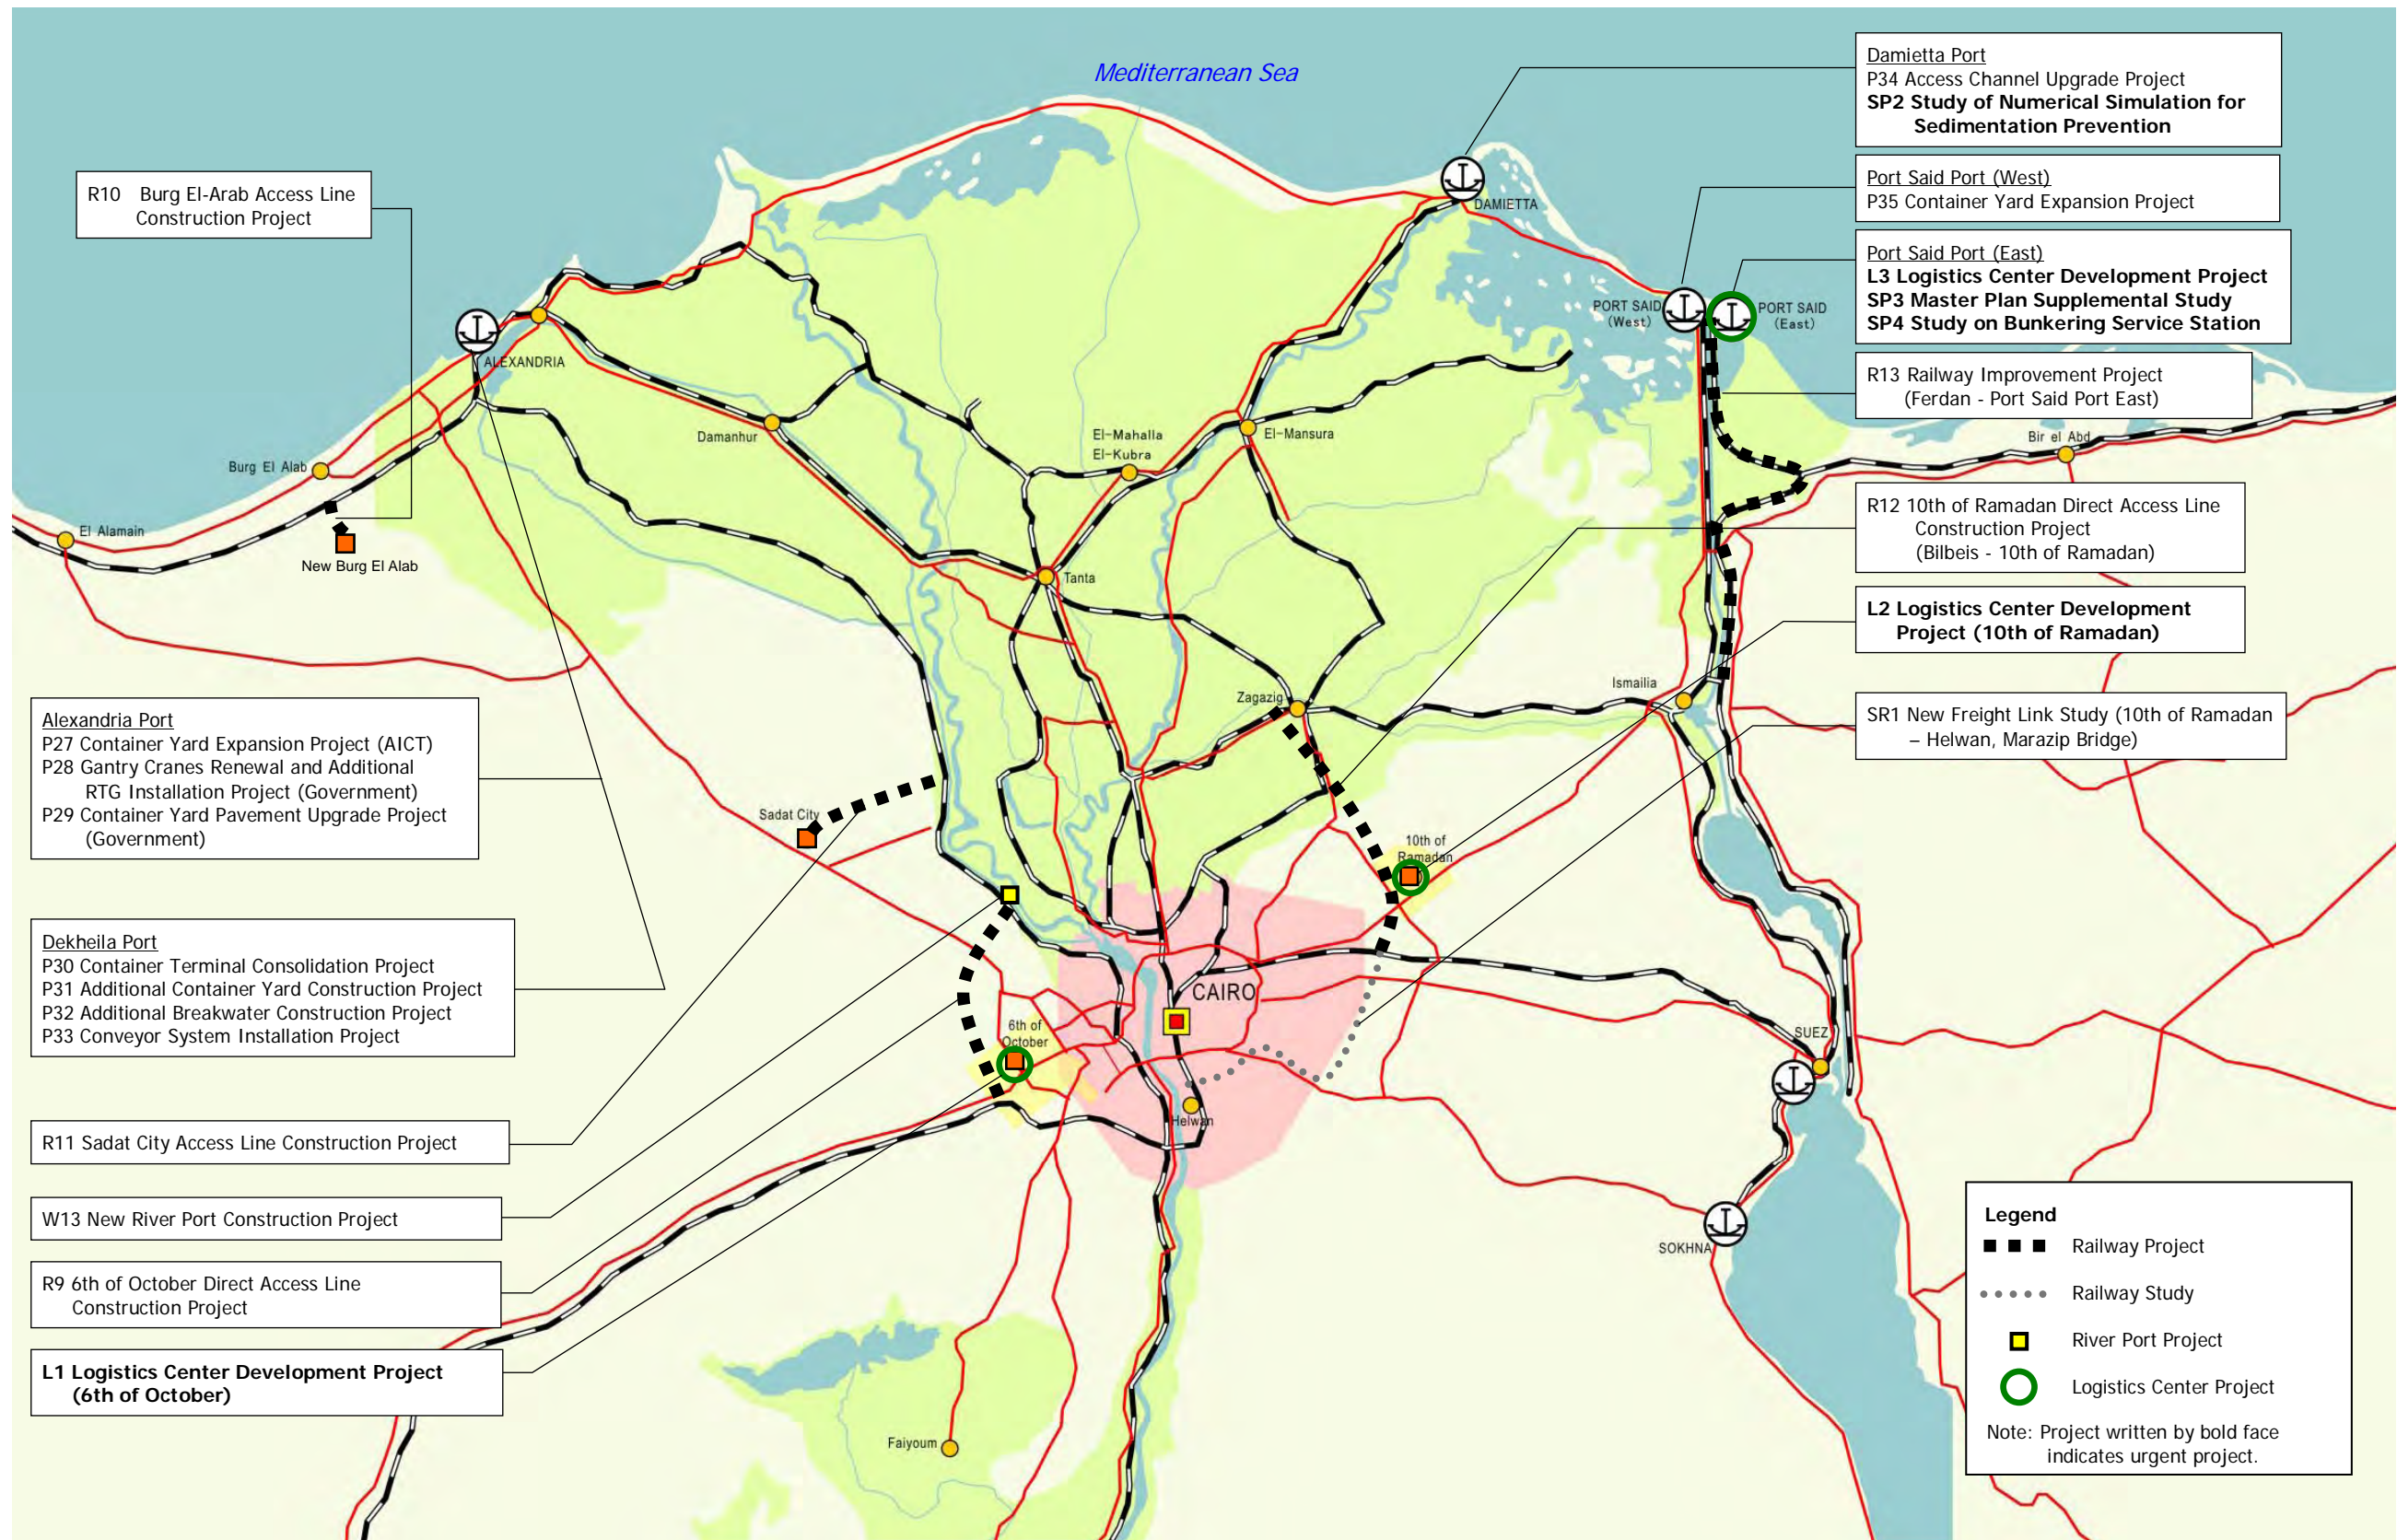 Mediterranean Sea
R10 Burg El-Arab Access Line
Construction Project
Damietta Port
P34 Access Channel Upgrade Project
SP2 Study of Numerical Simulation for
Sedimentation Prevention
Port Said Port (West)
P35 Container Yard Expansion Project
Port Said Port (East)
L3 Logistics Center Development Project
SP3 Master Plan Supplemental Study
SP4 Study on Bunkering Service Station
R13 Railway Improvement Project
(Ferdan - Port Said Port East)
R12 10th of Ramadan Direct Access Line
Construction Project
(Bilbeis - 10th of Ramadan)
L2 Logistics Center Development
Project (10th of Ramadan)
SR1 New Freight Link Study (10th of Ramadan
– Helwan, Marazip Bridge)
Alexandria Port
P27 Container Yard Expansion Project (AICT)
P28 Gantry Cranes Renewal and Additional
RTG Installation Project (Government)
P29 Container Yard Pavement Upgrade Project
(Government)
Dekheila Port
P30 Container Terminal Consolidation Project
P31 Additional Container Yard Construction Project
P32 Additional Breakwater Construction Project
P33 Conveyor System Installation Project
R11 Sadat City Access Line Construction Project
W13 New River Port Construction Project
R9 6th of October Direct Access Line
Construction Project
L1 Logistics Center Development Project
(6th of October)
DAMIETTA
PORT SAID
(West)
PORT SAID
(East)
ALEXANDRIA
Damanhur
El-Mahalla
El-Kubra
El-Mansura
Bir el Abd
Burg El Alab
El Alamain
New Burg El Alab
Tanta
Zagazig
Ismailia
Sadat City
10th of
Ramadan
CAIRO
6th of
October
SUEZ
Helwan
SOKHNA
Faiyoum
Legend
Railway Project
Railway Study
River Port Project
Logistics Center Project
Note: Project written by bold face
indicates urgent project.